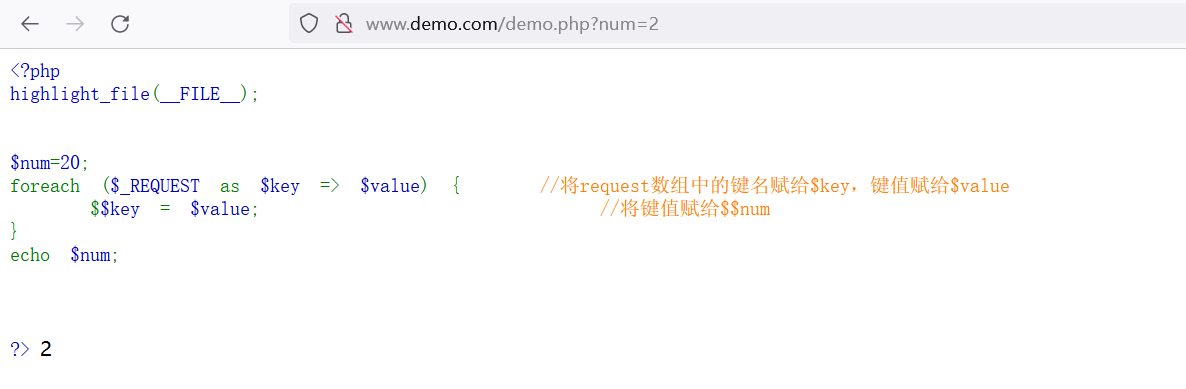 www.demo.com/demo.php?num=2
<?php
highlight_file(__FILE__);
$num=20;
foreach ($_REQUEST as $key => $value) { //将request数组中的键名赋给$key，键值赋给$value
$$key = $value; //将键值赋给$$num
}
echo $num;
?> 2